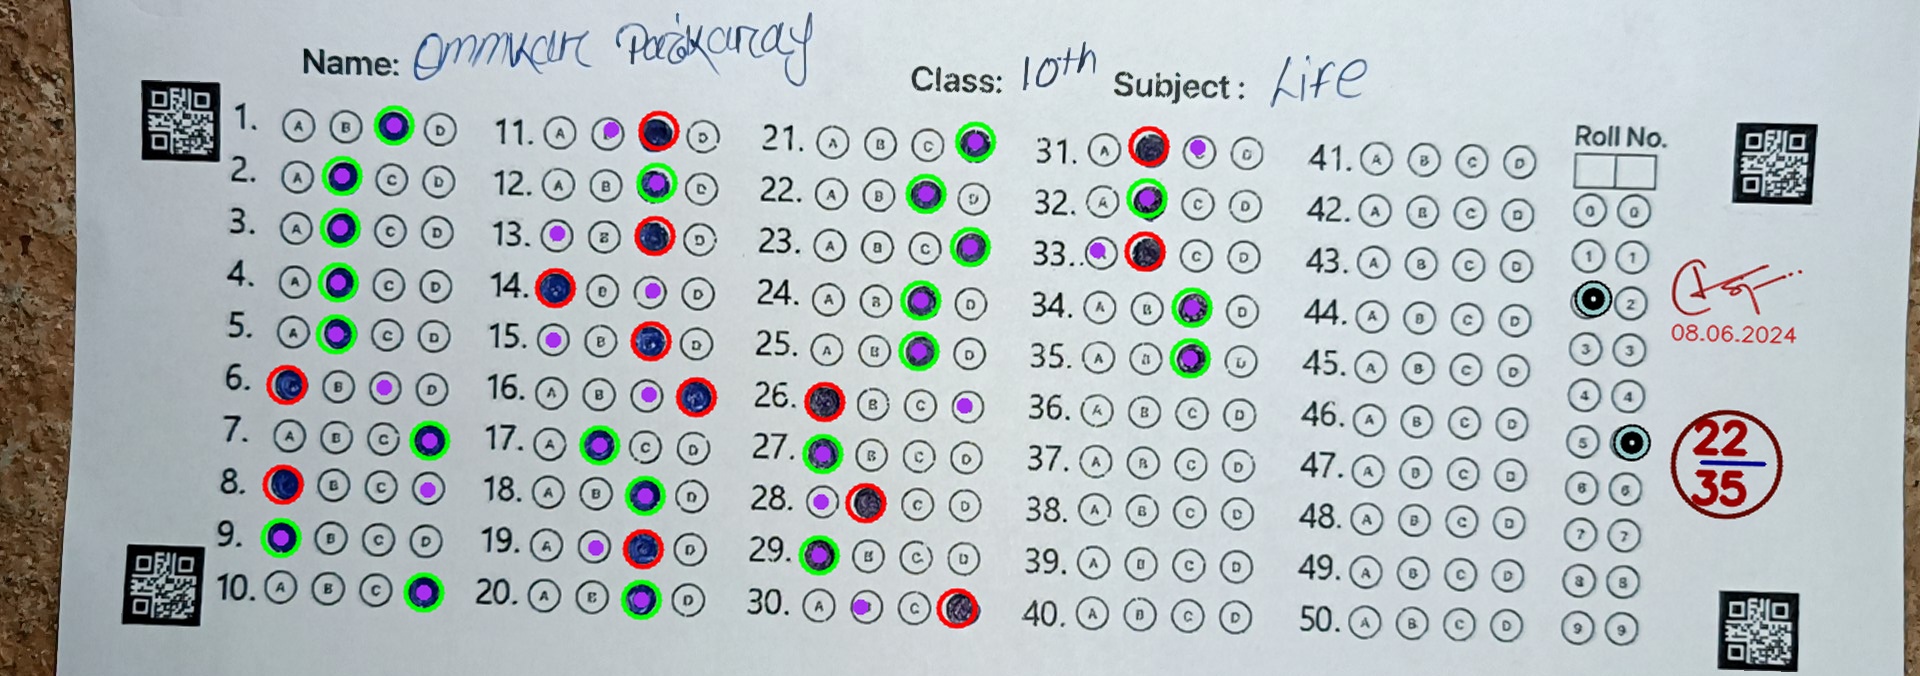 Name: Ommkar Parikaray
Class: 10th Subject: Life
1. A B D 11. A D 21. A B C 31. A D 41. A B C D Roll No.
2. A C D 12. A B D 22. A B D 32. A C D 42. A B C D 0 0
3. A C D 13. B D 23. A B C 33. C D 43. A B C D 1 1
4. A C D 14. B D 24. A B D 34. A B D 44. A B C D 2
5. A C D 15. B D 25. A B D 35. A B D 45. A B C D 3 3
6. B D 16. A B 26. B C 36. A B C D 46. A B C D 4 4
7. A B C 17. A C D 27. B C D 37. A B C D 47. A B C D 5
8. B C 18. A B D 28. C D 38. A B C D 48. A B C D 6 6
9. B C D 19. A D 29. B C D 39. A B C D 49. A B C D 7 7
10. A B C 20. A B D 30. A C 40. A B C D 50. A B C D 8 8
9 9
08.06.2024
22
35